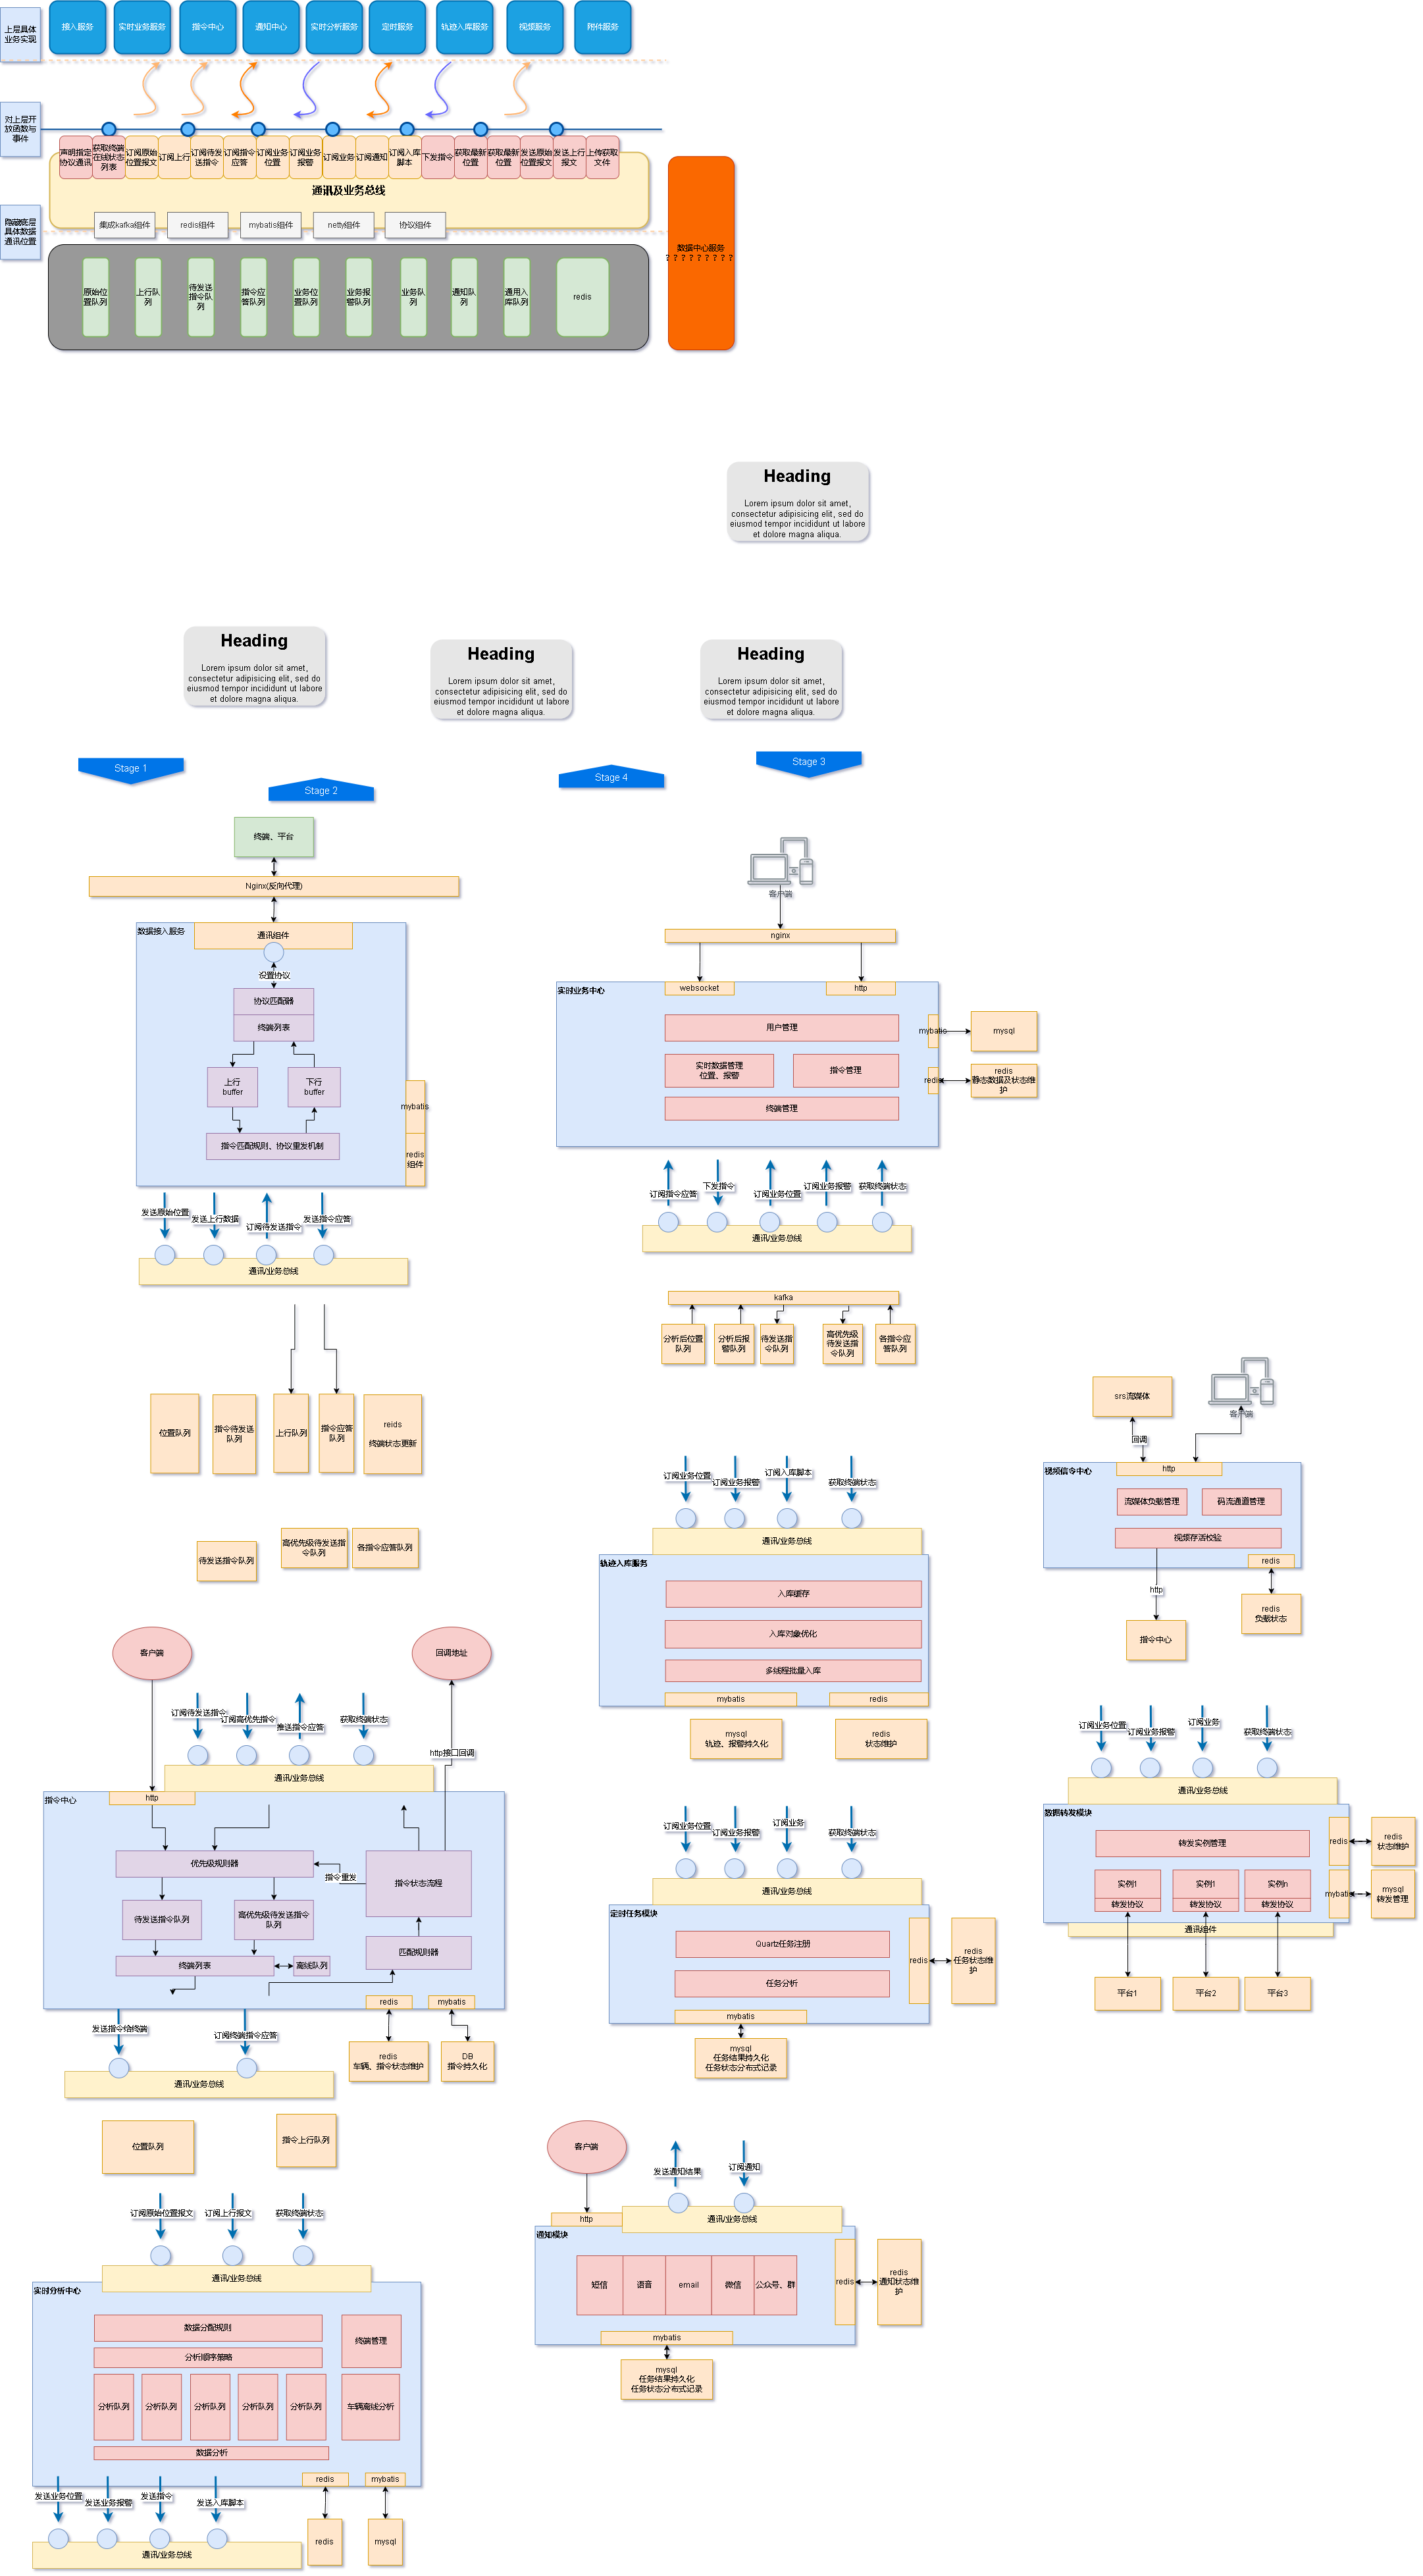 上层具体
业务实现
接入服务
实时业务服务
指令中心
通知中心
实时分析服务
定时服务
轨迹入库服务
视频服务
附件服务
对上层开
放函数与
事件
声明指定
协议通讯
获取终端
在线状态
列表
订阅原始
位置报文
订阅上行
订阅待发
送指令
订阅指令
应答
订阅业务
位置
订阅业务
报警
订阅业务
订阅通知
订阅入库
脚本
下发指令
获取最新
位置
获取最新
位置
发送原始
位置报文
发送上行
报文
上传获取
文件
通讯及业务总线
隐藏底层
具体数据
通讯位置
集成kafka组件
redis组件
mybatis组件
netty组件
协议组件
数据中心服务
? ? ? ? ? ? ? ? ?
原始位
置队列
上行队
列
待发送
指令队
列
指令应
答队列
业务位
置队列
业务报
警队列
业务队
列
通知队
列
通用入
库队列
redis
Heading
Lorem ipsum dolor sit amet,
consectetur adipisicing elit, sed do
eiusmod tempor incididunt ut labore
et dolore magna aliqua.
Heading
Lorem ipsum dolor sit amet,
consectetur adipisicing elit, sed do
eiusmod tempor incididunt ut labore
et dolore magna aliqua.
Heading
Lorem ipsum dolor sit amet,
consectetur adipisicing elit, sed do
eiusmod tempor incididunt ut labore
et dolore magna aliqua.
Heading
Lorem ipsum dolor sit amet,
consectetur adipisicing elit, sed do
eiusmod tempor incididunt ut labore
et dolore magna aliqua.
Stage 1
Stage 2
Stage 4
Stage 3
终端、平台
Nginx(反向代理)
数据接入服务
通讯组件
设置协议
协议匹配器
终端列表
上行
buffer
下行
buffer
指令匹配规则、协议重发机制
mybatis
redis
组件
发送原始位置
发送上行数据
订阅待发送指令
发送指令应答
通讯/业务总线
位置队列
指令待发送
队列
上行队列
指令应答
队列
reids
终端状态更新
待发送指令队列
高优先级待发送指
令队列
各指令应答队列
客户端
nginx
实时业务中心
websocket
http
用户管理
实时数据管理
位置、报警
指令管理
终端管理
mybatis
mysql
redis
redis
静态数据及状态维
护
订阅指令应答
下发指令
订阅业务位置
订阅业务报警
获取终端状态
通讯/业务总线
kafka
分析后位置
队列
分析后报
警队列
待发送指
令队列
高优先级
待发送指
令队列
各指令应
答队列
订阅业务位置
订阅业务报警
订阅入库脚本
获取终端状态
通讯/业务总线
轨迹入库服务
入库缓存
入库对象优化
多线程批量入库
mybatis
redis
mysql
轨迹、报警持久化
redis
状态维护
srs流媒体
客户端
回调
视频信令中心
http
流媒体负载管理
码流通道管理
视频存活校验
redis
http
redis
负载状态
指令中心
客户端
回调地址
订阅待发送指令
订阅高优先指令
推送指令应答
获取终端状态
http接口回调
通讯/业务总线
指令中心
http
优先级规则器
指令重发
指令状态流程
待发送指令队列
高优先级待发送指令
队列
匹配规则器
终端列表
离线队列
redis
mybatis
发送指令给终端
订阅终端指令应答
redis
车辆、指令状态维护
DB
指令持久化
通讯/业务总线
位置队列
指令上行队列
订阅业务位置
订阅业务报警
订阅业务
获取终端状态
通讯/业务总线
定时任务模块
Quartz任务注册
任务分析
redis
redis
任务状态维
护
mybatis
mysql
任务结果持久化
任务状态分布式记录
订阅业务位置
订阅业务报警
订阅业务
获取终端状态
通讯/业务总线
数据转发模块
转发实例管理
实例1
转发协议
实例1
转发协议
实例n
转发协议
redis
redis
状态维护
mybatis
mysql
转发管理
通讯组件
平台1
平台2
平台3
订阅原始位置报文
订阅上行报文
获取终端状态
通讯/业务总线
实时分析中心
数据分配规则
终端管理
分析顺序策略
分析队列
分析队列
分析队列
分析队列
分析队列
车辆离线分析
数据分析
redis
mybatis
发送业务位置
发送业务报警
发送指令
发送入库脚本
redis
mysql
通讯/业务总线
客户端
发送通知结果
订阅通知
http
通讯/业务总线
通知模块
短信
语音
email
微信
公众号、群
redis
redis
通知状态维
护
mybatis
mysql
任务结果持久化
任务状态分布式记录